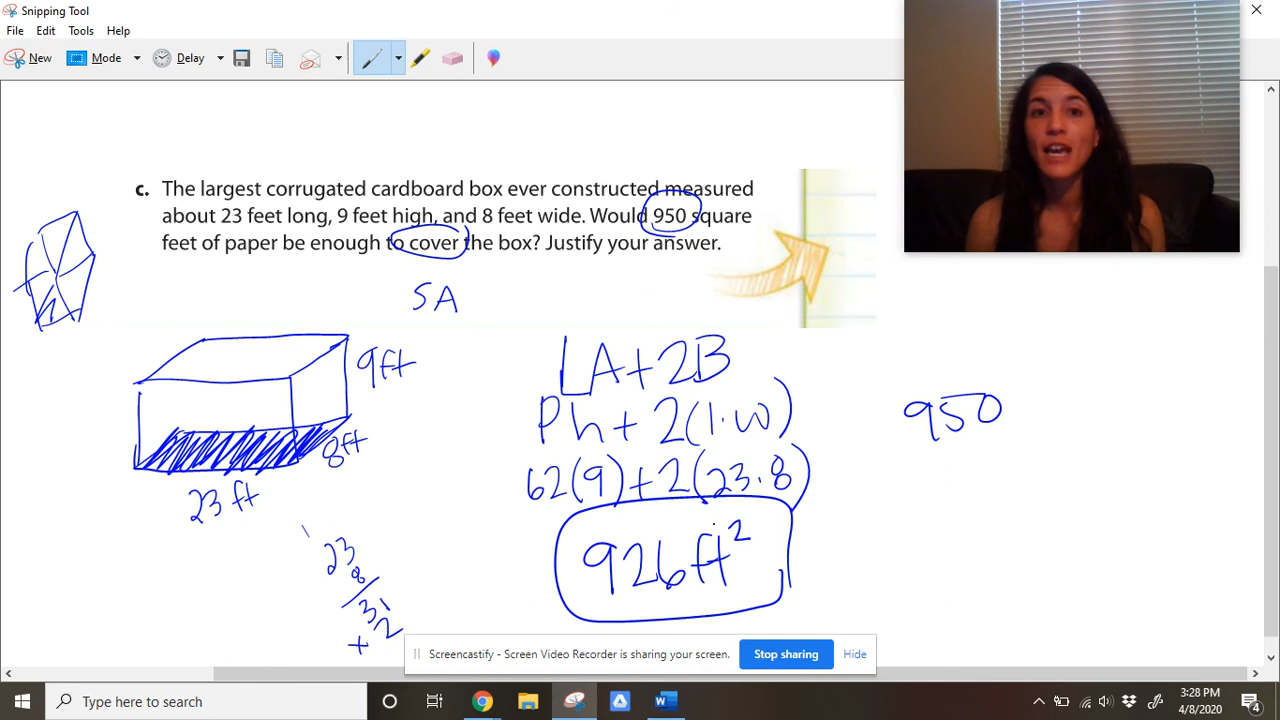 Snipping Tool
File Edit Tools Help
New Mode Delay
c. The largest corrugated cardboard box ever constructed measured
about 23 feet long, 9 feet high, and 8 feet wide. Would 950 square
feet of paper be enough to cover the box? Justify your answer.
SA
9ft
8ft
23 ft
LA+2B
Ph + 2(l·w)
62(9)+2(23·8)
926ft²
950
23
8
31
×2
Screencastify - Screen Video Recorder is sharing your screen. Stop sharing Hide
Type here to search
3:28 PM
4/8/2020
4